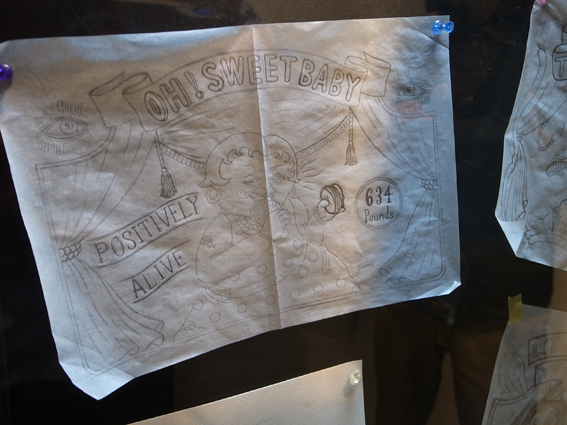 OH! SWEET BABY
POSITIVELY
ALIVE
634
Pounds